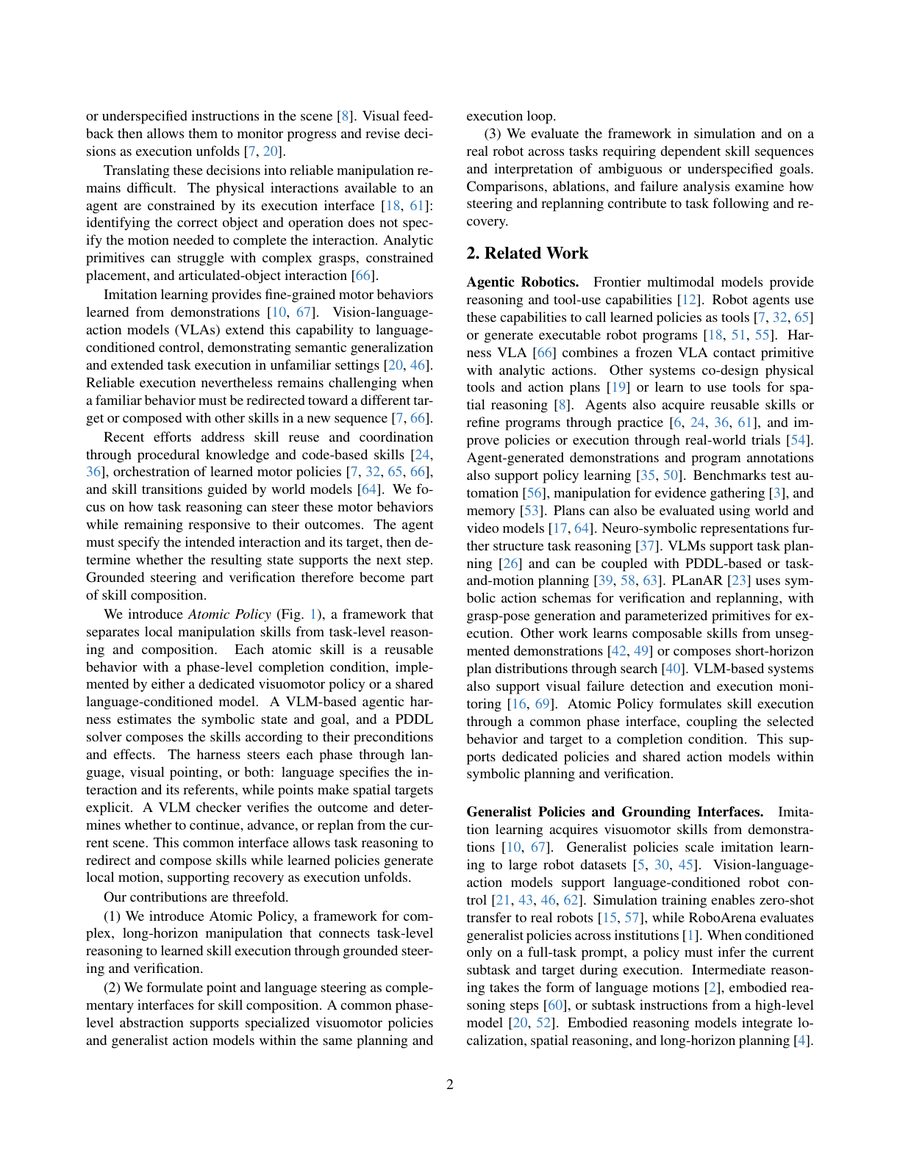 or underspecified instructions in the scene [8]. Visual feed-
back then allows them to monitor progress and revise deci-
sions as execution unfolds [7, 20].
Translating these decisions into reliable manipulation re-
mains difficult. The physical interactions available to an
agent are constrained by its execution interface [18, 61]:
identifying the correct object and operation does not spec-
ify the motion needed to complete the interaction. Analytic
primitives can struggle with complex grasps, constrained
placement, and articulated-object interaction [66].
Imitation learning provides fine-grained motor behaviors
learned from demonstrations [10, 67]. Vision-language-
action models (VLAs) extend this capability to language-
conditioned control, demonstrating semantic generalization
and extended task execution in unfamiliar settings [20, 46].
Reliable execution nevertheless remains challenging when
a familiar behavior must be redirected toward a different tar-
get or composed with other skills in a new sequence [7, 66].
Recent efforts address skill reuse and coordination
through procedural knowledge and code-based skills [24,
36], orchestration of learned motor policies [7, 32, 65, 66],
and skill transitions guided by world models [64]. We fo-
cus on how task reasoning can steer these motor behaviors
while remaining responsive to their outcomes. The agent
must specify the intended interaction and its target, then de-
termine whether the resulting state supports the next step.
Grounded steering and verification therefore become part
of skill composition.
We introduce Atomic Policy (Fig. 1), a framework that
separates local manipulation skills from task-level reason-
ing and composition. Each atomic skill is a reusable
behavior with a phase-level completion condition, imple-
mented by either a dedicated visuomotor policy or a shared
language-conditioned model. A VLM-based agentic har-
ness estimates the symbolic state and goal, and a PDDL
solver composes the skills according to their preconditions
and effects. The harness steers each phase through lan-
guage, visual pointing, or both: language specifies the in-
teraction and its referents, while points make spatial targets
explicit. A VLM checker verifies the outcome and deter-
mines whether to continue, advance, or replan from the cur-
rent scene. This common interface allows task reasoning to
redirect and compose skills while learned policies generate
local motion, supporting recovery as execution unfolds.
Our contributions are threefold.
(1) We introduce Atomic Policy, a framework for com-
plex, long-horizon manipulation that connects task-level
reasoning to learned skill execution through grounded steer-
ing and verification.
(2) We formulate point and language steering as comple-
mentary interfaces for skill composition. A common phase-
level abstraction supports specialized visuomotor policies
and generalist action models within the same planning and
execution loop.
(3) We evaluate the framework in simulation and on a
real robot across tasks requiring dependent skill sequences
and interpretation of ambiguous or underspecified goals.
Comparisons, ablations, and failure analysis examine how
steering and replanning contribute to task following and re-
covery.
2. Related Work
Agentic Robotics. Frontier multimodal models provide
reasoning and tool-use capabilities [12]. Robot agents use
these capabilities to call learned policies as tools [7, 32, 65]
or generate executable robot programs [18, 51, 55]. Har-
ness VLA [66] combines a frozen VLA contact primitive
with analytic actions. Other systems co-design physical
tools and action plans [19] or learn to use tools for spa-
tial reasoning [8]. Agents also acquire reusable skills or
refine programs through practice [6, 24, 36, 61], and im-
prove policies or execution through real-world trials [54].
Agent-generated demonstrations and program annotations
also support policy learning [35, 50]. Benchmarks test au-
tomation [56], manipulation for evidence gathering [3], and
memory [53]. Plans can also be evaluated using world and
video models [17, 64]. Neuro-symbolic representations fur-
ther structure task reasoning [37]. VLMs support task plan-
ning [26] and can be coupled with PDDL-based or task-
and-motion planning [39, 58, 63]. PLanAR [23] uses sym-
bolic action schemas for verification and replanning, with
grasp-pose generation and parameterized primitives for ex-
ecution. Other work learns composable skills from unseg-
mented demonstrations [42, 49] or composes short-horizon
plan distributions through search [40]. VLM-based systems
also support visual failure detection and execution moni-
toring [16, 69]. Atomic Policy formulates skill execution
through a common phase interface, coupling the selected
behavior and target to a completion condition. This sup-
ports dedicated policies and shared action models within
symbolic planning and verification.
Generalist Policies and Grounding Interfaces. Imita-
tion learning acquires visuomotor skills from demonstra-
tions [10, 67]. Generalist policies scale imitation learn-
ing to large robot datasets [5, 30, 45]. Vision-language-
action models support language-conditioned robot con-
trol [21, 43, 46, 62]. Simulation training enables zero-shot
transfer to real robots [15, 57], while RoboArena evaluates
generalist policies across institutions [1]. When conditioned
only on a full-task prompt, a policy must infer the current
subtask and target during execution. Intermediate reason-
ing takes the form of language motions [2], embodied rea-
soning steps [60], or subtask instructions from a high-level
model [20, 52]. Embodied reasoning models integrate lo-
calization, spatial reasoning, and long-horizon planning [4].
2